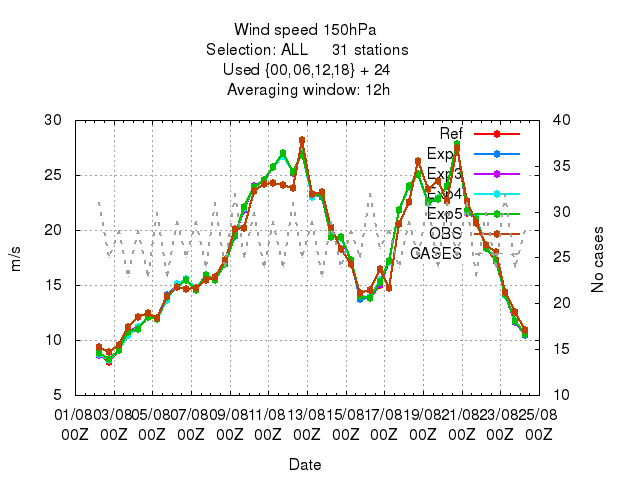 Wind speed 150hPa
Selection: ALL 31 stations
Used {00,06,12,18} + 24
Averaging window: 12h
30 40
Ref
Exp
35
25 Exp3
Exp4
30
Exp5
20 OBS
25
CASES
m/s No cases
15
20
10
15
5 10
01/08 03/08 05/08 07/08 09/08 11/08 13/08 15/08 17/08 19/08 21/08 23/08 25/08
00Z 00Z 00Z 00Z 00Z 00Z 00Z 00Z 00Z 00Z 00Z 00Z 00Z
Date